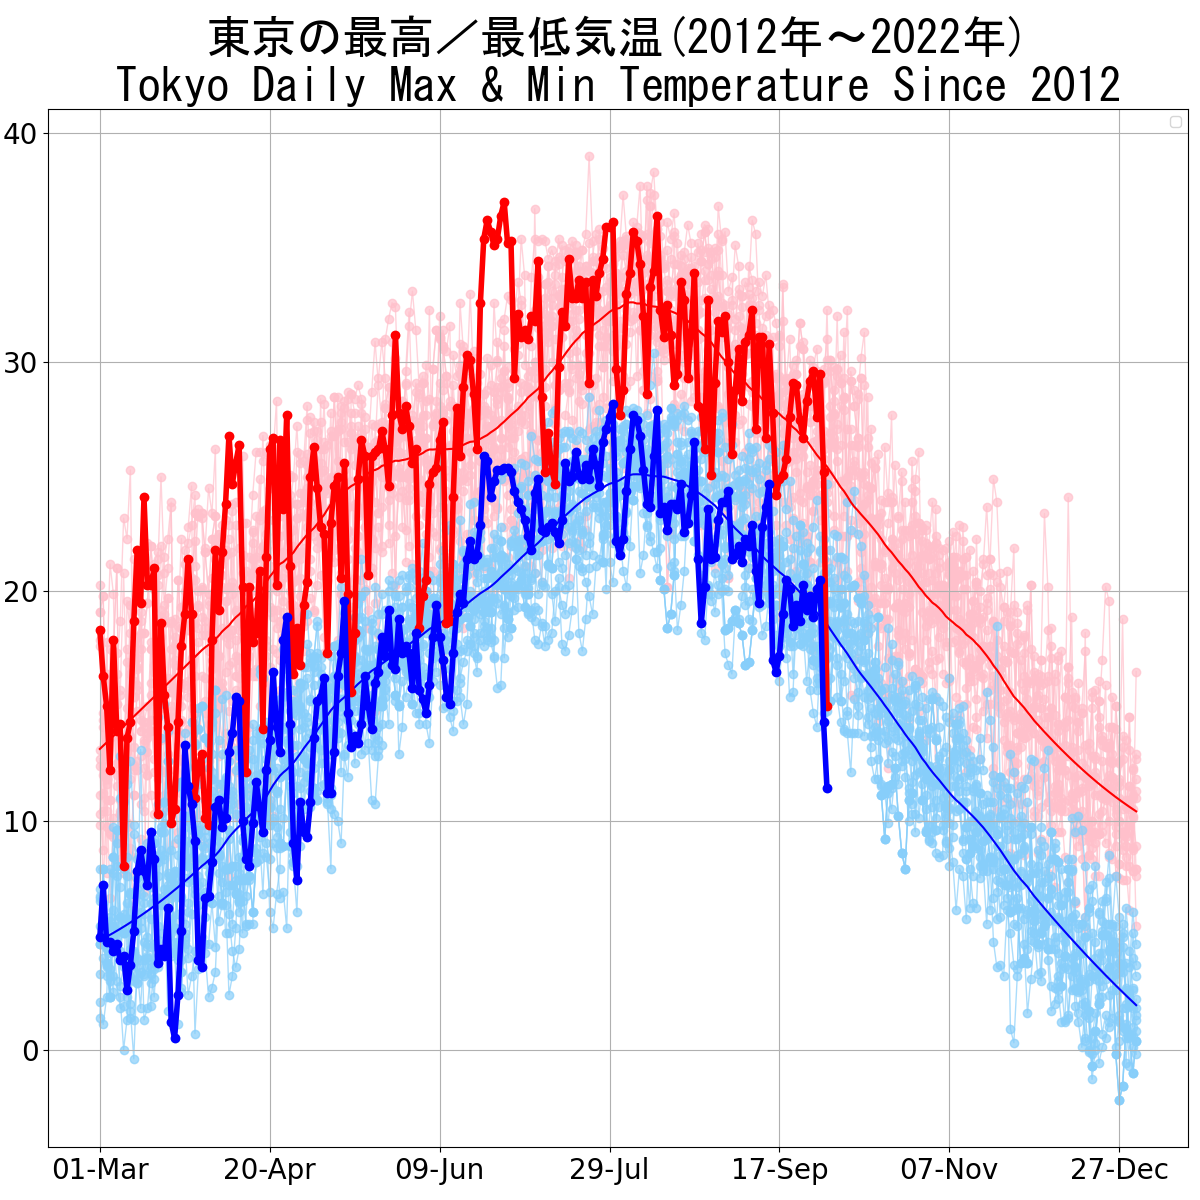 東京の最高／最低気温(2012年～2022年)
Tokyo Daily Max & Min Temperature Since 2012
40
30
20
10
0
01-Mar 20-Apr 09-Jun 29-Jul 17-Sep 07-Nov 27-Dec